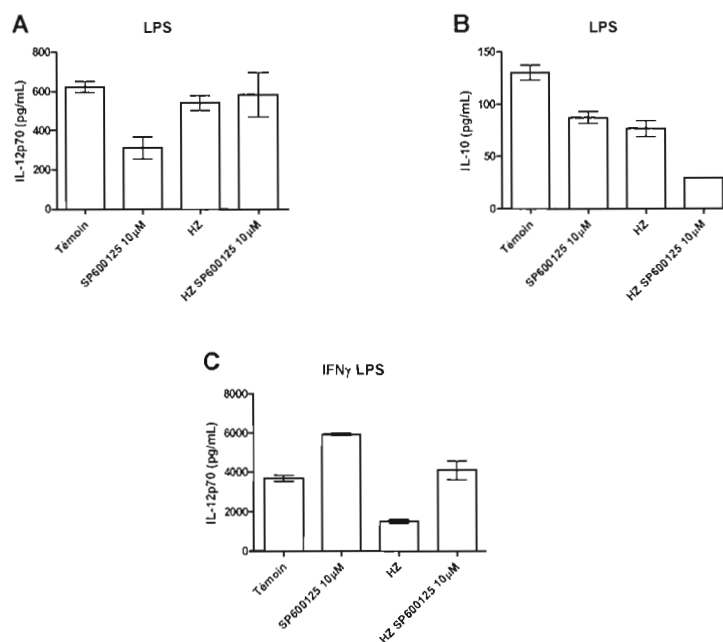 A
LPS
IL-12p70 (pg/mL)
800
600
400
200
0
Témoin
SP600125 10µM
HZ
HZ SP600125 10µM
B
LPS
IL-10 (pg/mL)
150
100
50
0
Témoin
SP600125 10µM
HZ
HZ SP600125 10µM
C
IFNγ LPS
IL-12p70 (pg/mL)
8000
6000
4000
2000
0
Témoin
SP600125 10µM
HZ
HZ SP600125 10µM